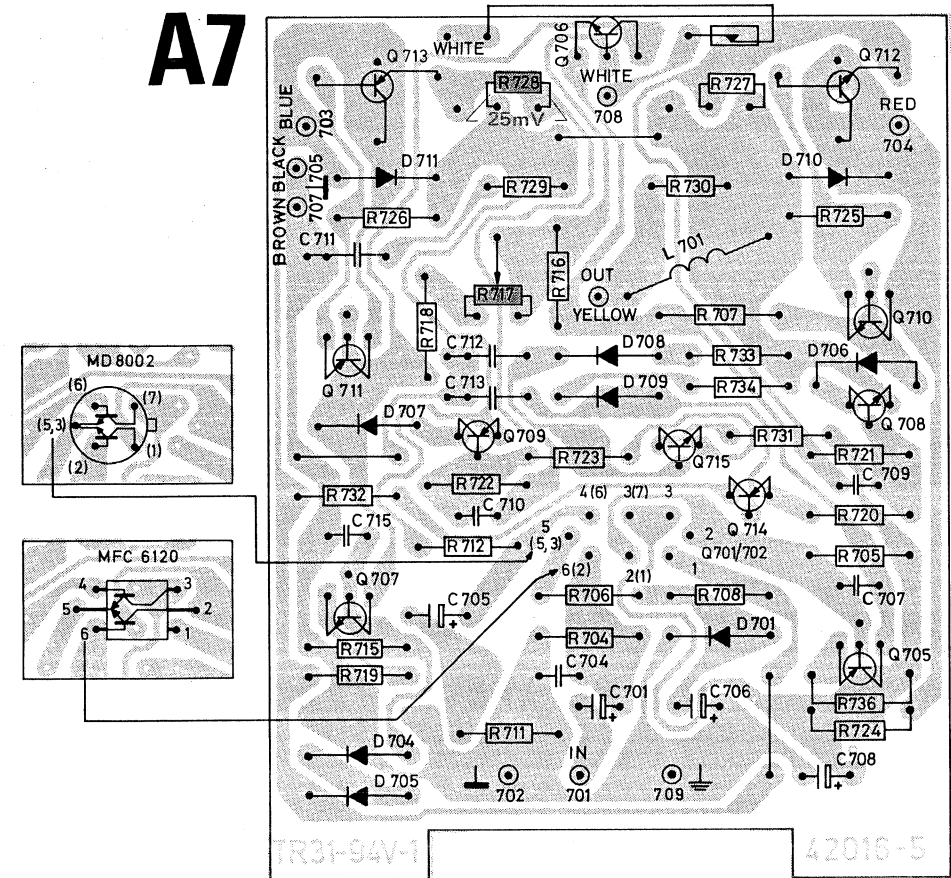 A7
WHITE
Q706
Q713
Q712
R728
25mV
WHITE
708
R727
RED
704
BLUE
703
BLACK
705
BROWN
707
D711
D710
R729
R730
R726
R725
C711
L701
R716
OUT
YELLOW
R717
R718
R707
Q710
MD8002
(6)
(7)
(5,3)
(2)
(1)
Q711
C712
D708
R733
D706
C713
D709
R734
D707
Q709
Q708
R731
Q715
R723
R721
C709
R722
R732
4(6)
3(7)
3
C710
Q714
R720
C715
5
(5,3)
2
Q701/702
R712
R705
MFC 6120
4
3
5
2
6
1
6(2)
2(1)
1
Q707
C705
R706
R708
C707
R704
D701
R715
C704
Q705
R719
C701
C706
R736
R711
R724
D704
IN
C708
D705
702
701
709
TR31-94V-1
42016-5